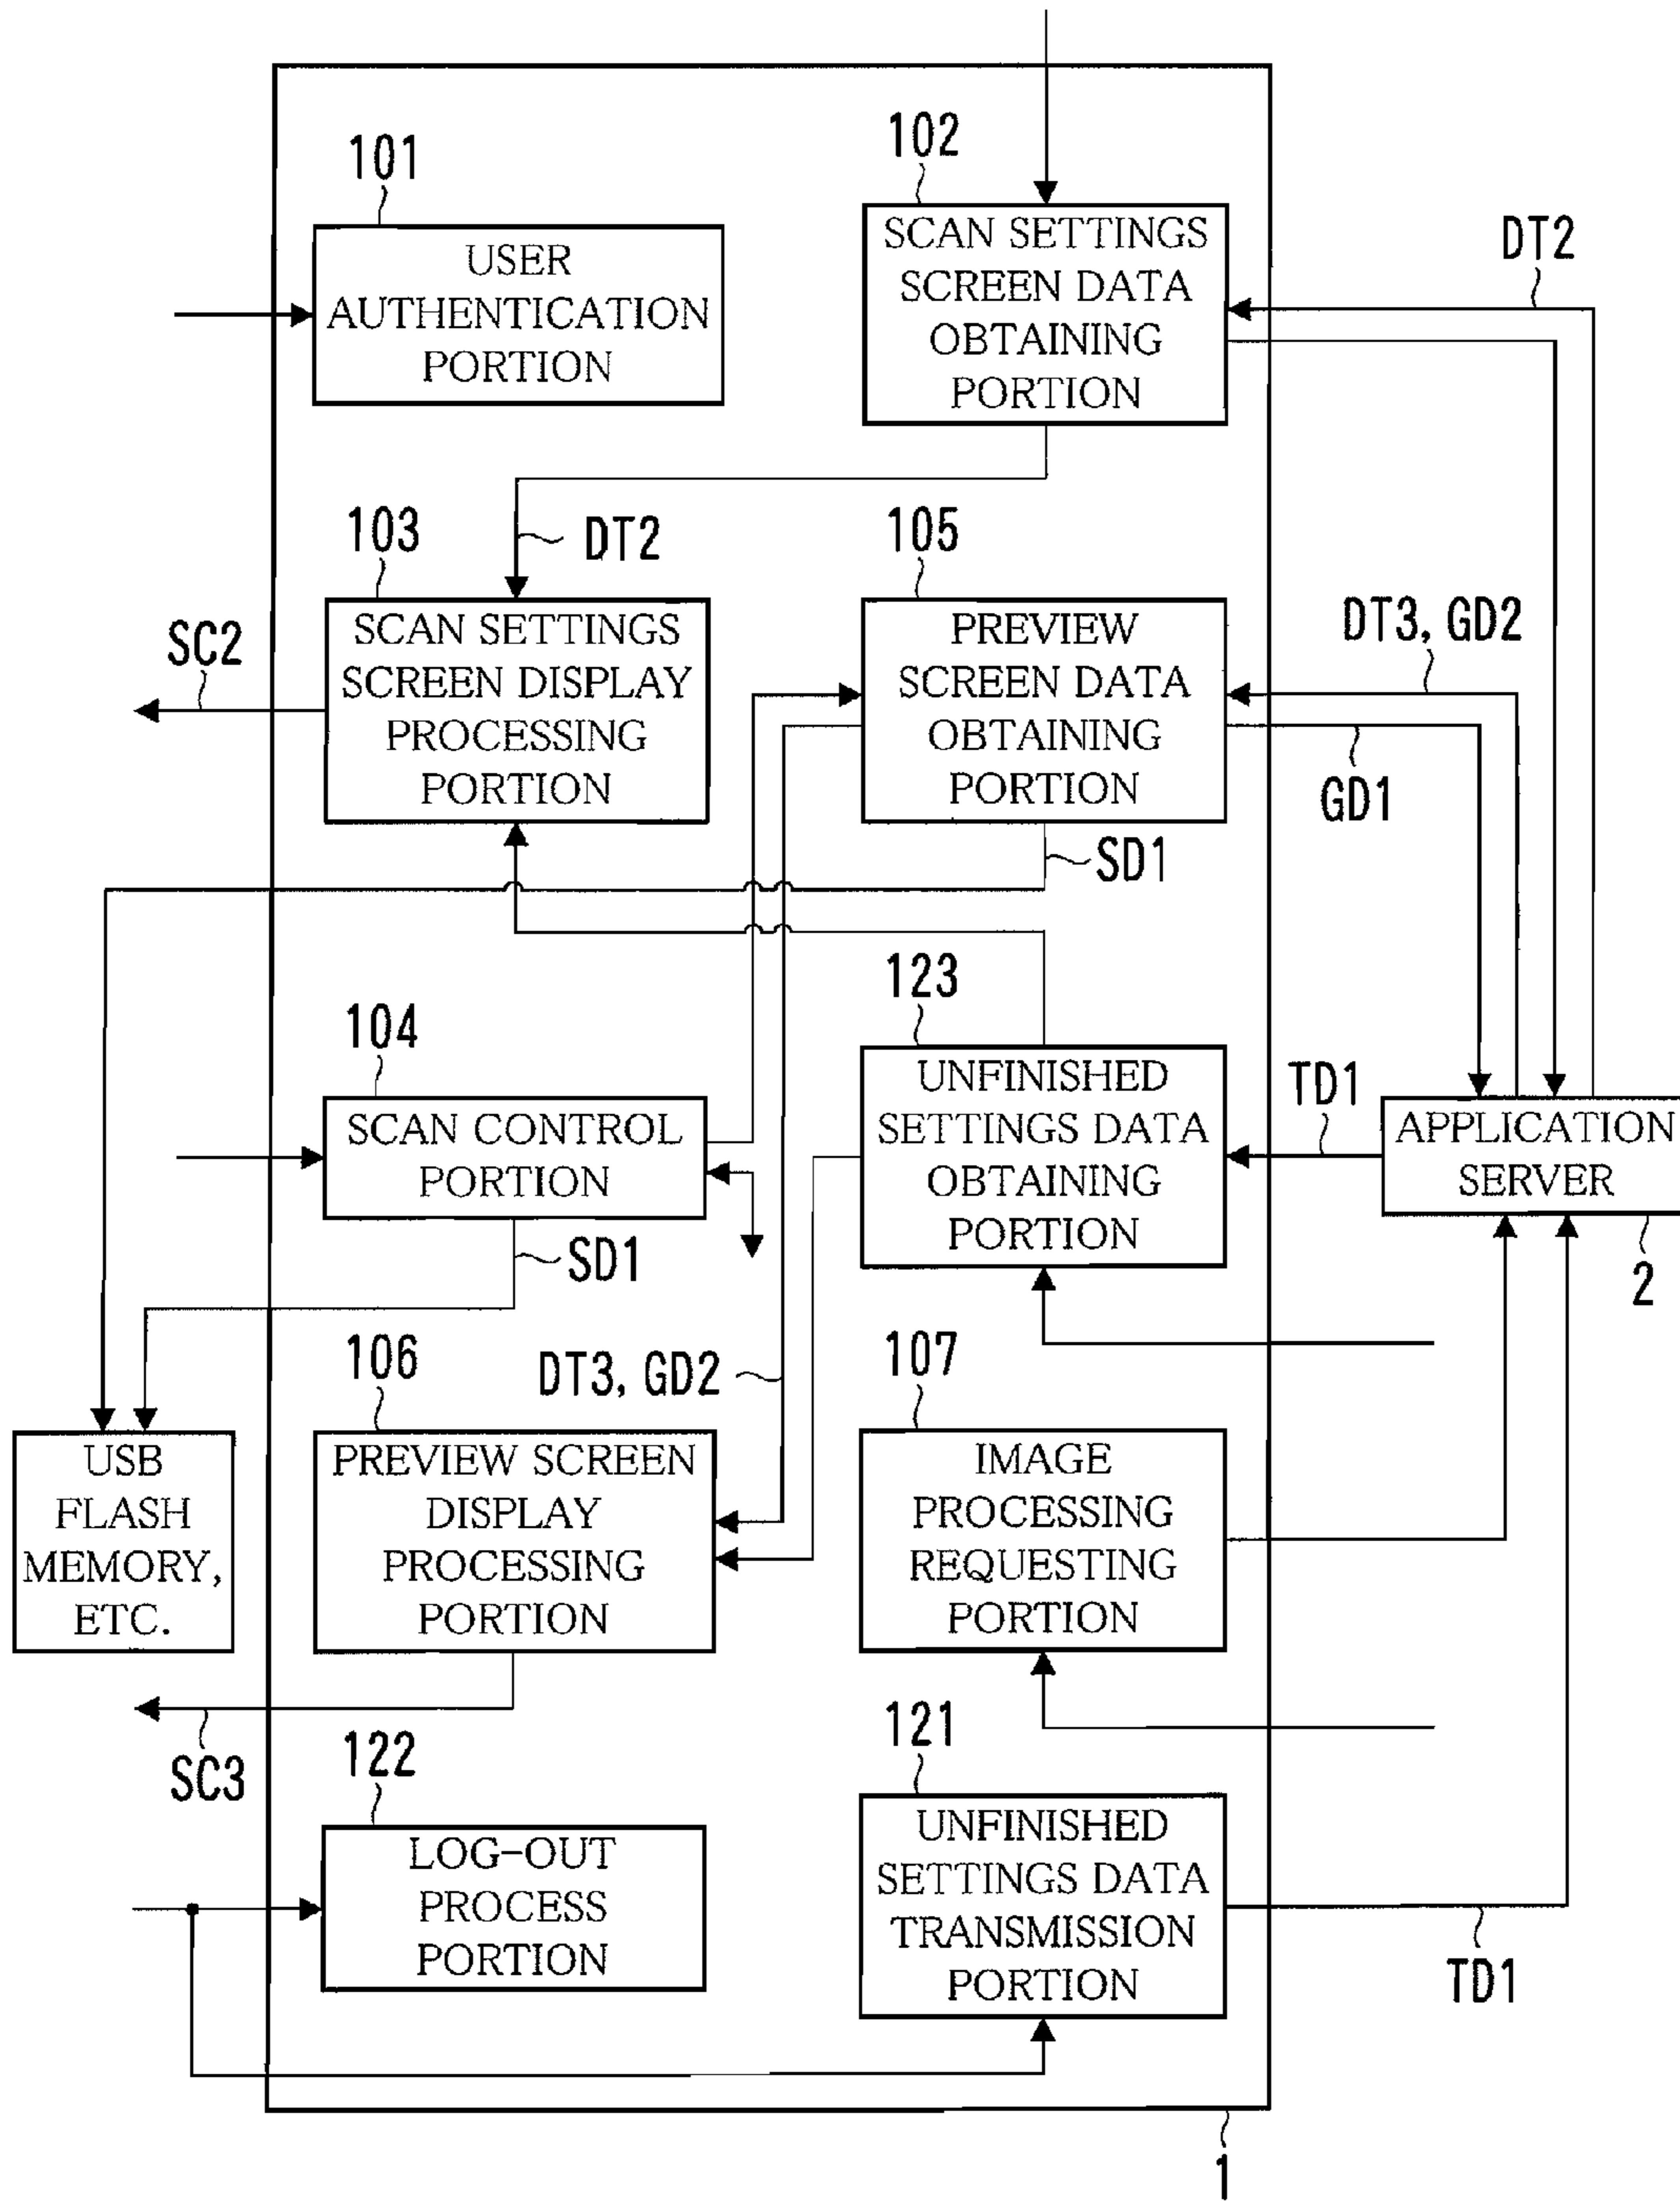 101
USER
AUTHENTICATION
PORTION
102
SCAN SETTINGS
SCREEN DATA
OBTAINING
PORTION
DT2
103
DT2
SCAN SETTINGS
SCREEN DISPLAY
PROCESSING
PORTION
SC2
105
PREVIEW
SCREEN DATA
OBTAINING
PORTION
DT3, GD2
GD1
SD1
104
SCAN CONTROL
PORTION
SD1
123
UNFINISHED
SETTINGS DATA
OBTAINING
PORTION
TD1
APPLICATION
SERVER
2
USB
FLASH
MEMORY,
ETC.
106
DT3, GD2
PREVIEW SCREEN
DISPLAY
PROCESSING
PORTION
SC3
107
IMAGE
PROCESSING
REQUESTING
PORTION
122
LOG-OUT
PROCESS
PORTION
121
UNFINISHED
SETTINGS DATA
TRANSMISSION
PORTION
TD1
1